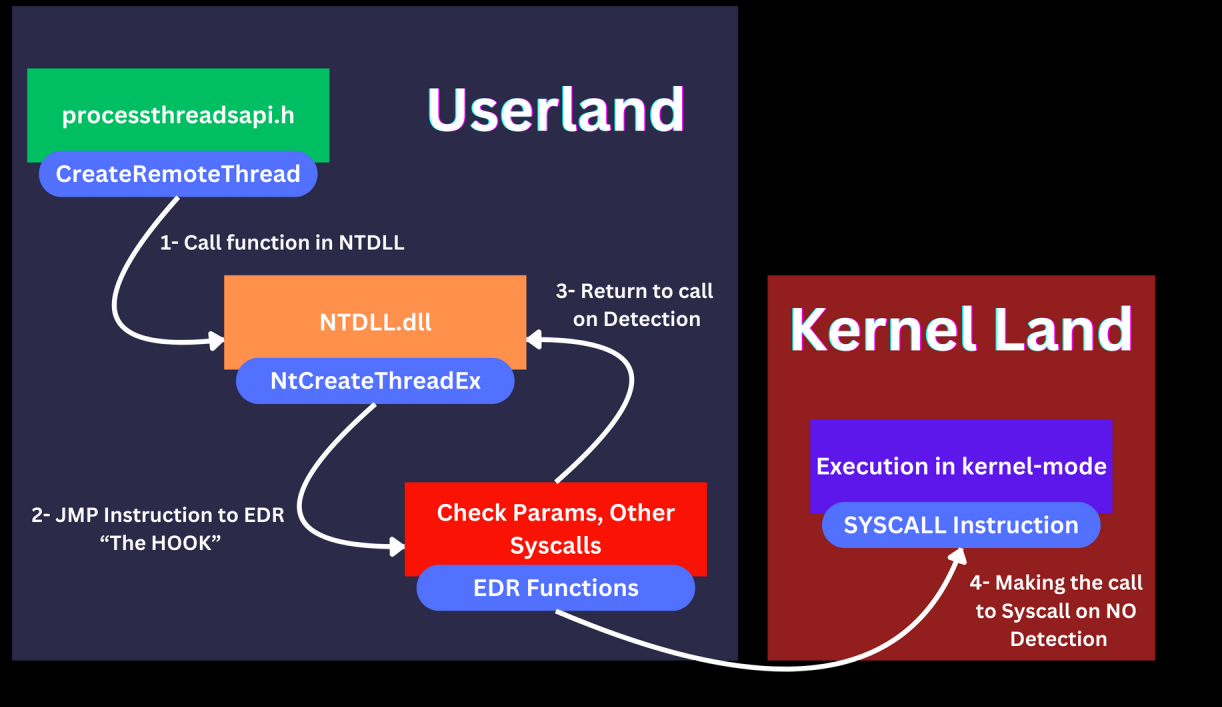 Userland
processthreadsapi.h
CreateRemoteThread
1- Call function in NTDLL
NTDLL.dll
NtCreateThreadEx
3- Return to call
on Detection
2- JMP Instruction to EDR
“The HOOK”
Check Params, Other
Syscalls
EDR Functions
Kernel Land
Execution in kernel-mode
SYSCALL Instruction
4- Making the call
to Syscall on NO
Detection